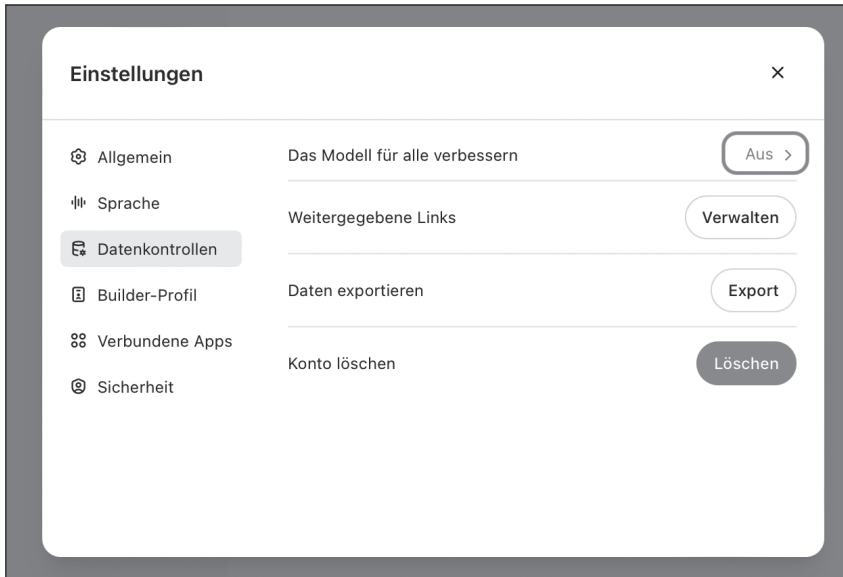 Einstellungen
Allgemein
Sprache
Datenkontrollen
Builder-Profil
Verbundene Apps
Sicherheit
Das Modell für alle verbessern Aus
Weitergegebene Links Verwalten
Daten exportieren Export
Konto löschen Löschen